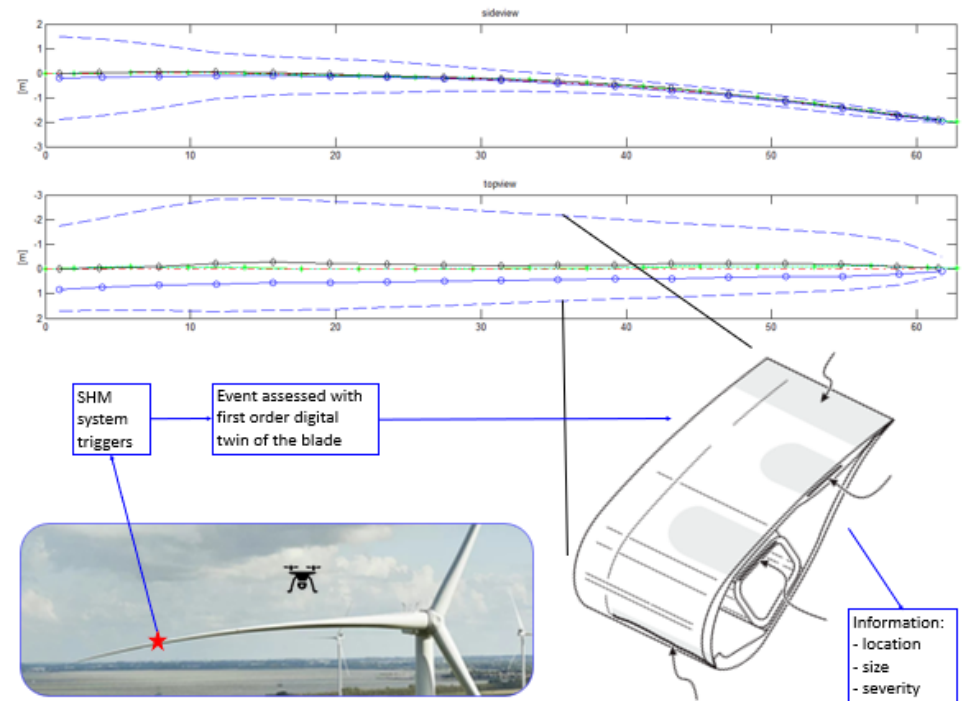 sideview
2
1
0
-1
-2
-3
[m]
0 10 20 30 40 50 60
topview
-3
-2
-1
0
1
2
[m]
0 10 20 30 40 50 60
SHM
system
triggers
Event assessed with
first order digital
twin of the blade
Information:
- location
- size
- severity